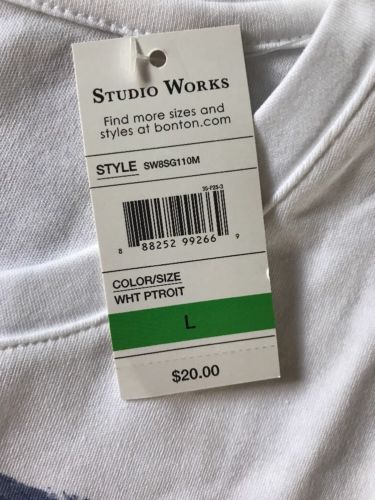 STUDIO WORKS
Find more sizes and
styles at bonton.com
STYLE SW8SG110M
35-P25-3
8 88252 99266 9
COLOR/SIZE
WHT PTROIT
L
$20.00